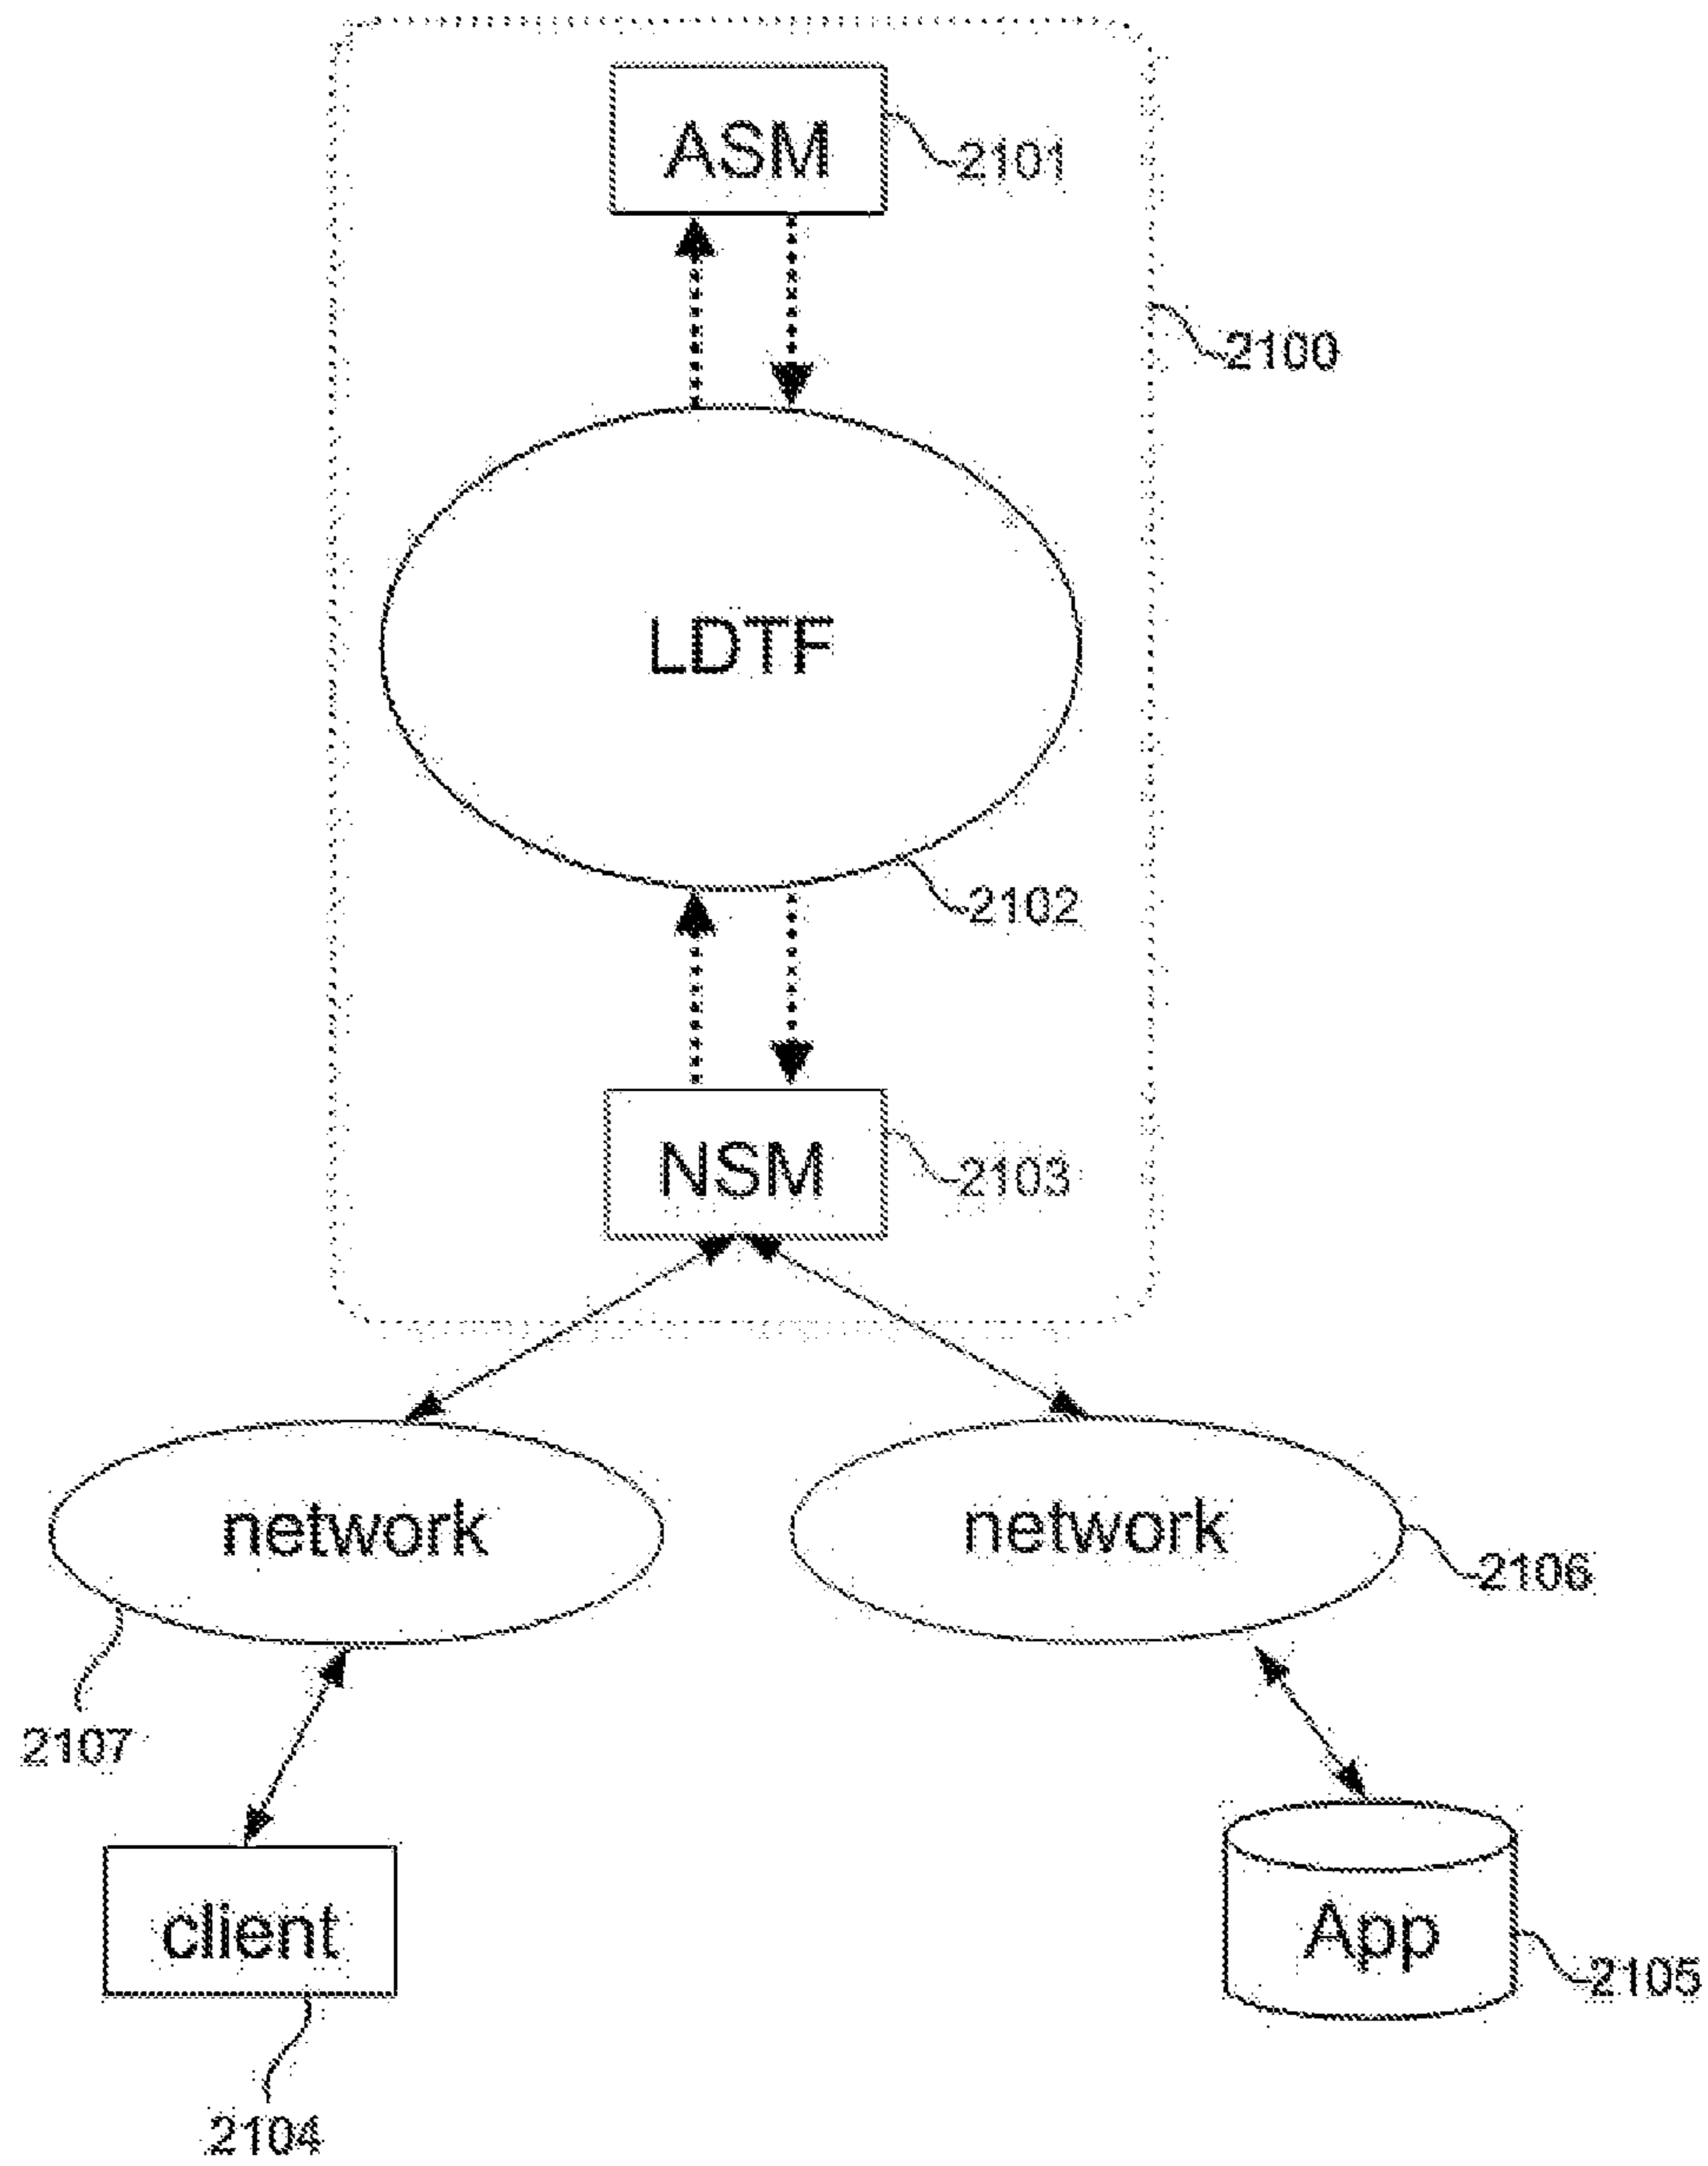 ASM
2101
2100
LDTF
2102
NSM
2103
network
network
2106
2107
client
App
2105
2104